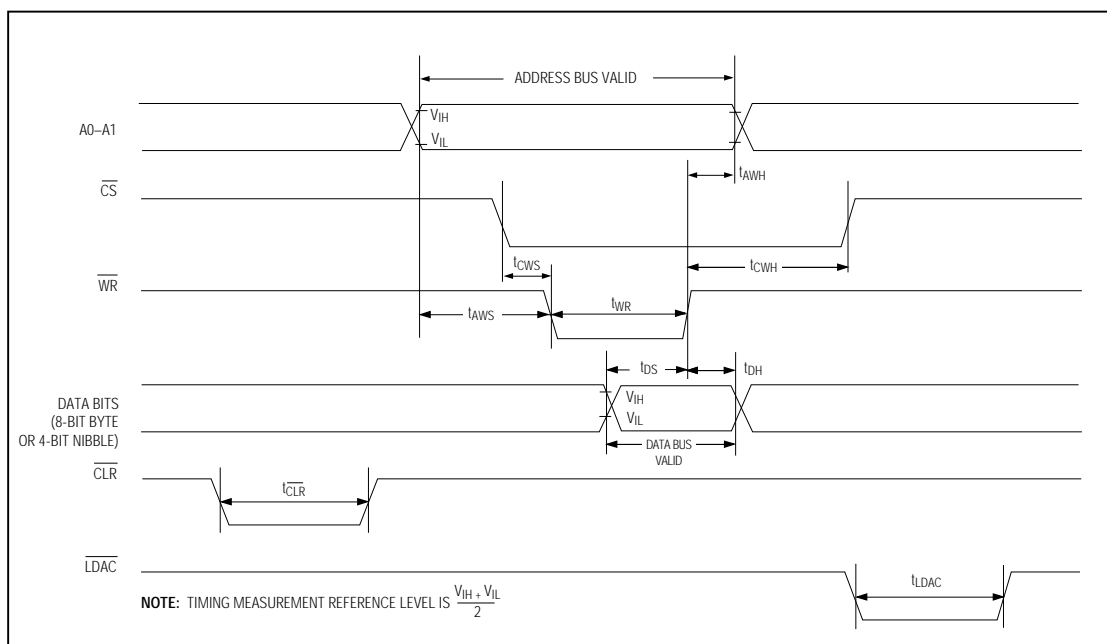 ADDRESS BUS VALID
A0–A1
VIH
VIL
tAWH
CS
tCWS
tCWH
WR
tAWS
tWR
tDS
tDH
DATA BITS
(8-BIT BYTE
OR 4-BIT NIBBLE)
VIH
VIL
DATA BUS
VALID
CLR
tCLR
LDAC
tLDAC
NOTE: TIMING MEASUREMENT REFERENCE LEVEL IS VIH + VIL
2